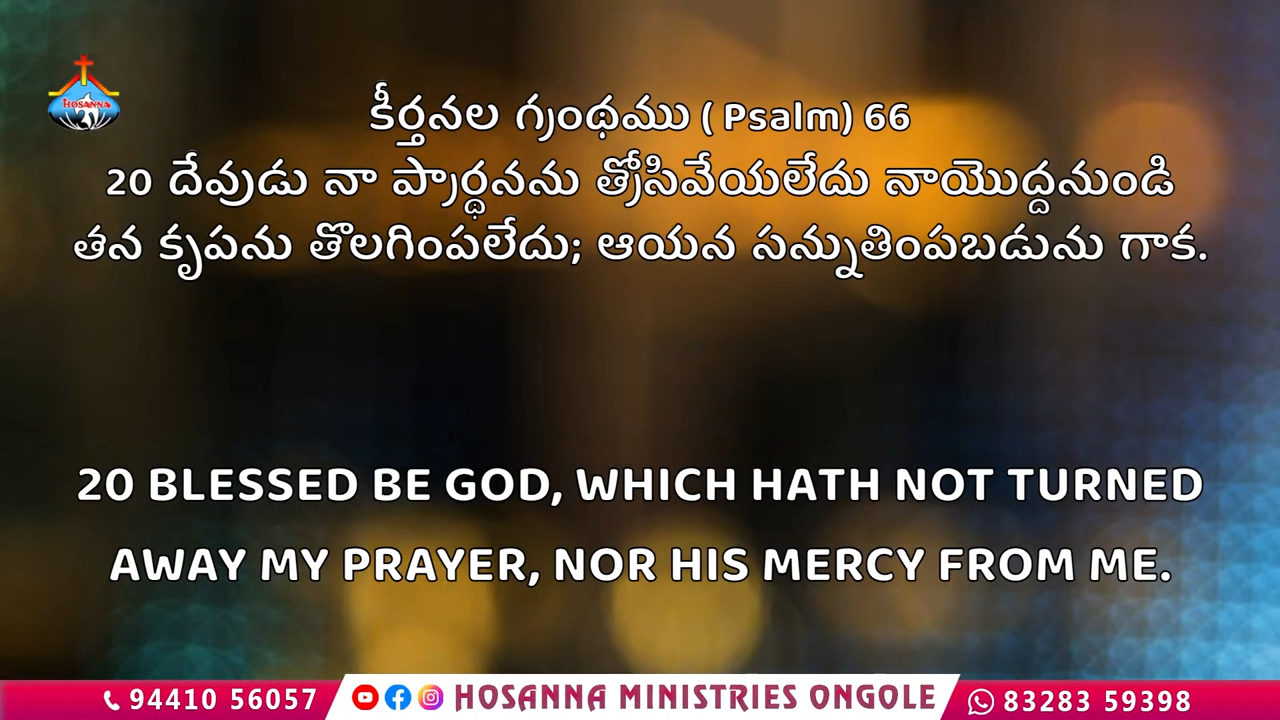 HOSANNA
కీర్తనల గ్రంథము ( Psalm) 66
20 దేవుడు నా ప్రార్థనను త్రోసివేయలేదు నాయొద్దనుండి
తన కృపను తొలగింపలేదు; ఆయన సన్నుతింపబడును గాక.
20 BLESSED BE GOD, WHICH HATH NOT TURNED
AWAY MY PRAYER, NOR HIS MERCY FROM ME.
94410 56057 HOSANNA MINISTRIES ONGOLE 83283 59398